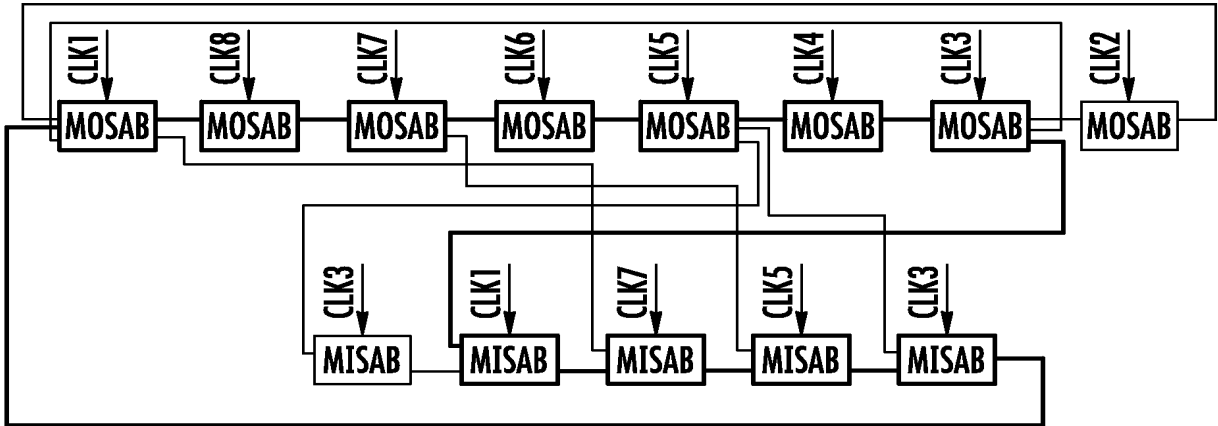 CLK1 CLK8 CLK7 CLK6 CLK5 CLK4 CLK3 CLK2
MOSAB MOSAB MOSAB MOSAB MOSAB MOSAB MOSAB MOSAB
CLK3 CLK1 CLK7 CLK5 CLK3
MISAB MISAB MISAB MISAB MISAB